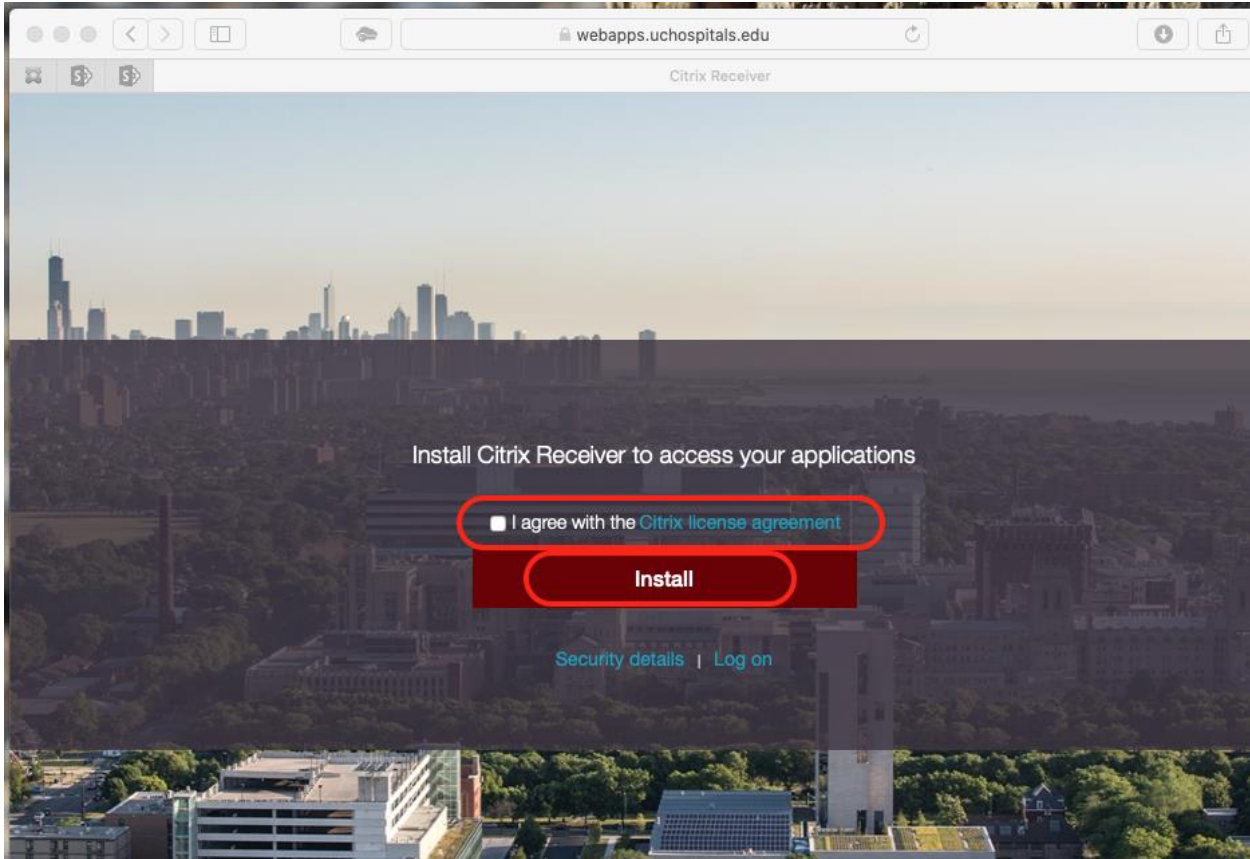 webapps.uchospitals.edu
S S Citrix Receiver
Install Citrix Receiver to access your applications
I agree with the Citrix license agreement
Install
Security details | Log on